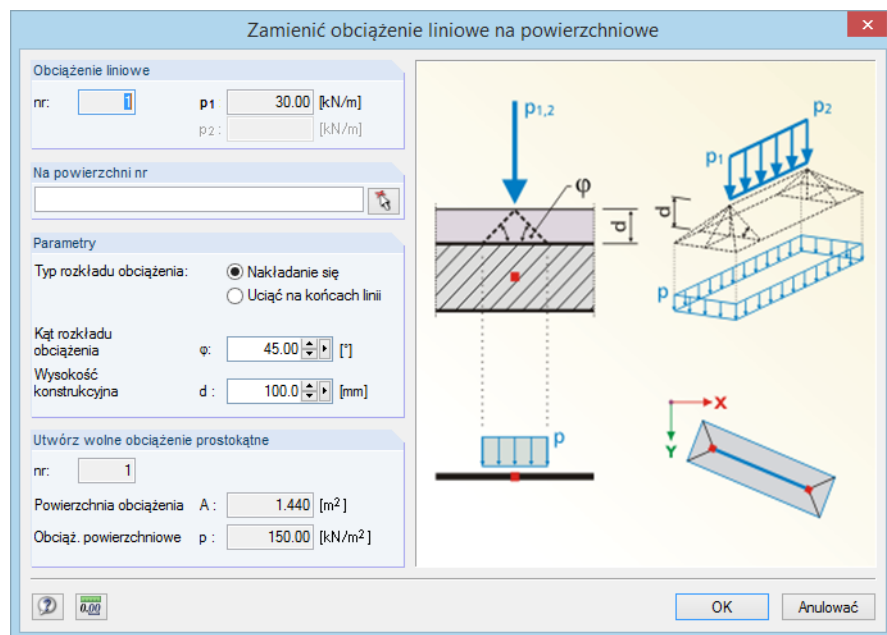 Zamienić obciążenie liniowe na powierzchniowe
Obciążenie liniowe
nr: 1 p1 30.00 [kN/m]
p2: [kN/m]
Na powierzchni nr
Parametry
Typ rozkładu obciążenia: Nakładanie się
Uciąć na końcach linii
Kąt rozkładu
obciążenia φ: 45.00 [°]
Wysokość
konstrukcyjna d : 100.0 [mm]
Utwórz wolne obciążenie prostokątne
nr: 1
Powierzchnia obciążenia A : 1.440 [m²]
Obciąż. powierzchniowe p : 150.00 [kN/m²]
p1,2
φ
d
p
p1
p2
d
p
X
Y
0.00
OK
Anulować